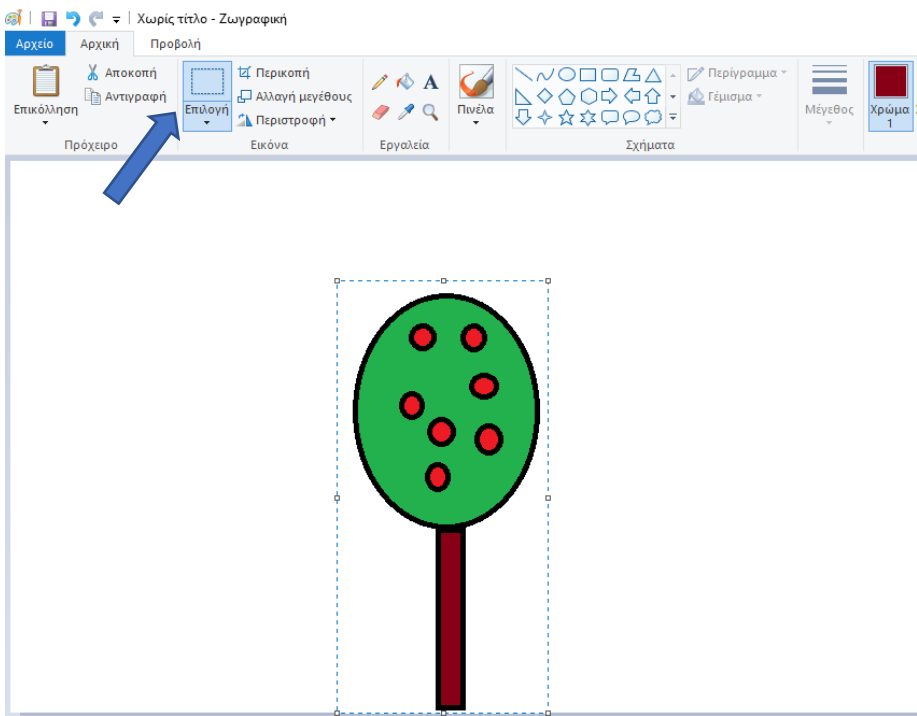 Χωρίς τίτλο - Ζωγραφική
Αρχείο Αρχική Προβολή
Επικόλληση
Αποκοπή
Αντιγραφή
Πρόχειρο
Επιλογή
Περικοπή
Αλλαγή μεγέθους
Περιστροφή
Εικόνα
A
Εργαλεία
Πινέλα
Περίγραμμα
Γέμισμα
Σχήματα
Μέγεθος
Χρώμα
1